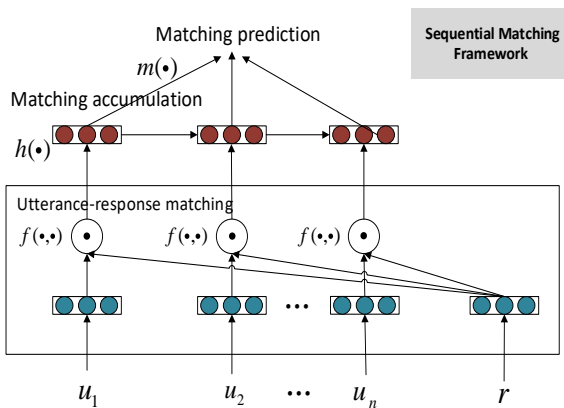 Matching prediction
Sequential Matching
Framework
m(•)
Matching accumulation
h(•)
Utterance-response matching
f(•,•) f(•,•) f(•,•)
•••
u1 u2 ••• un r